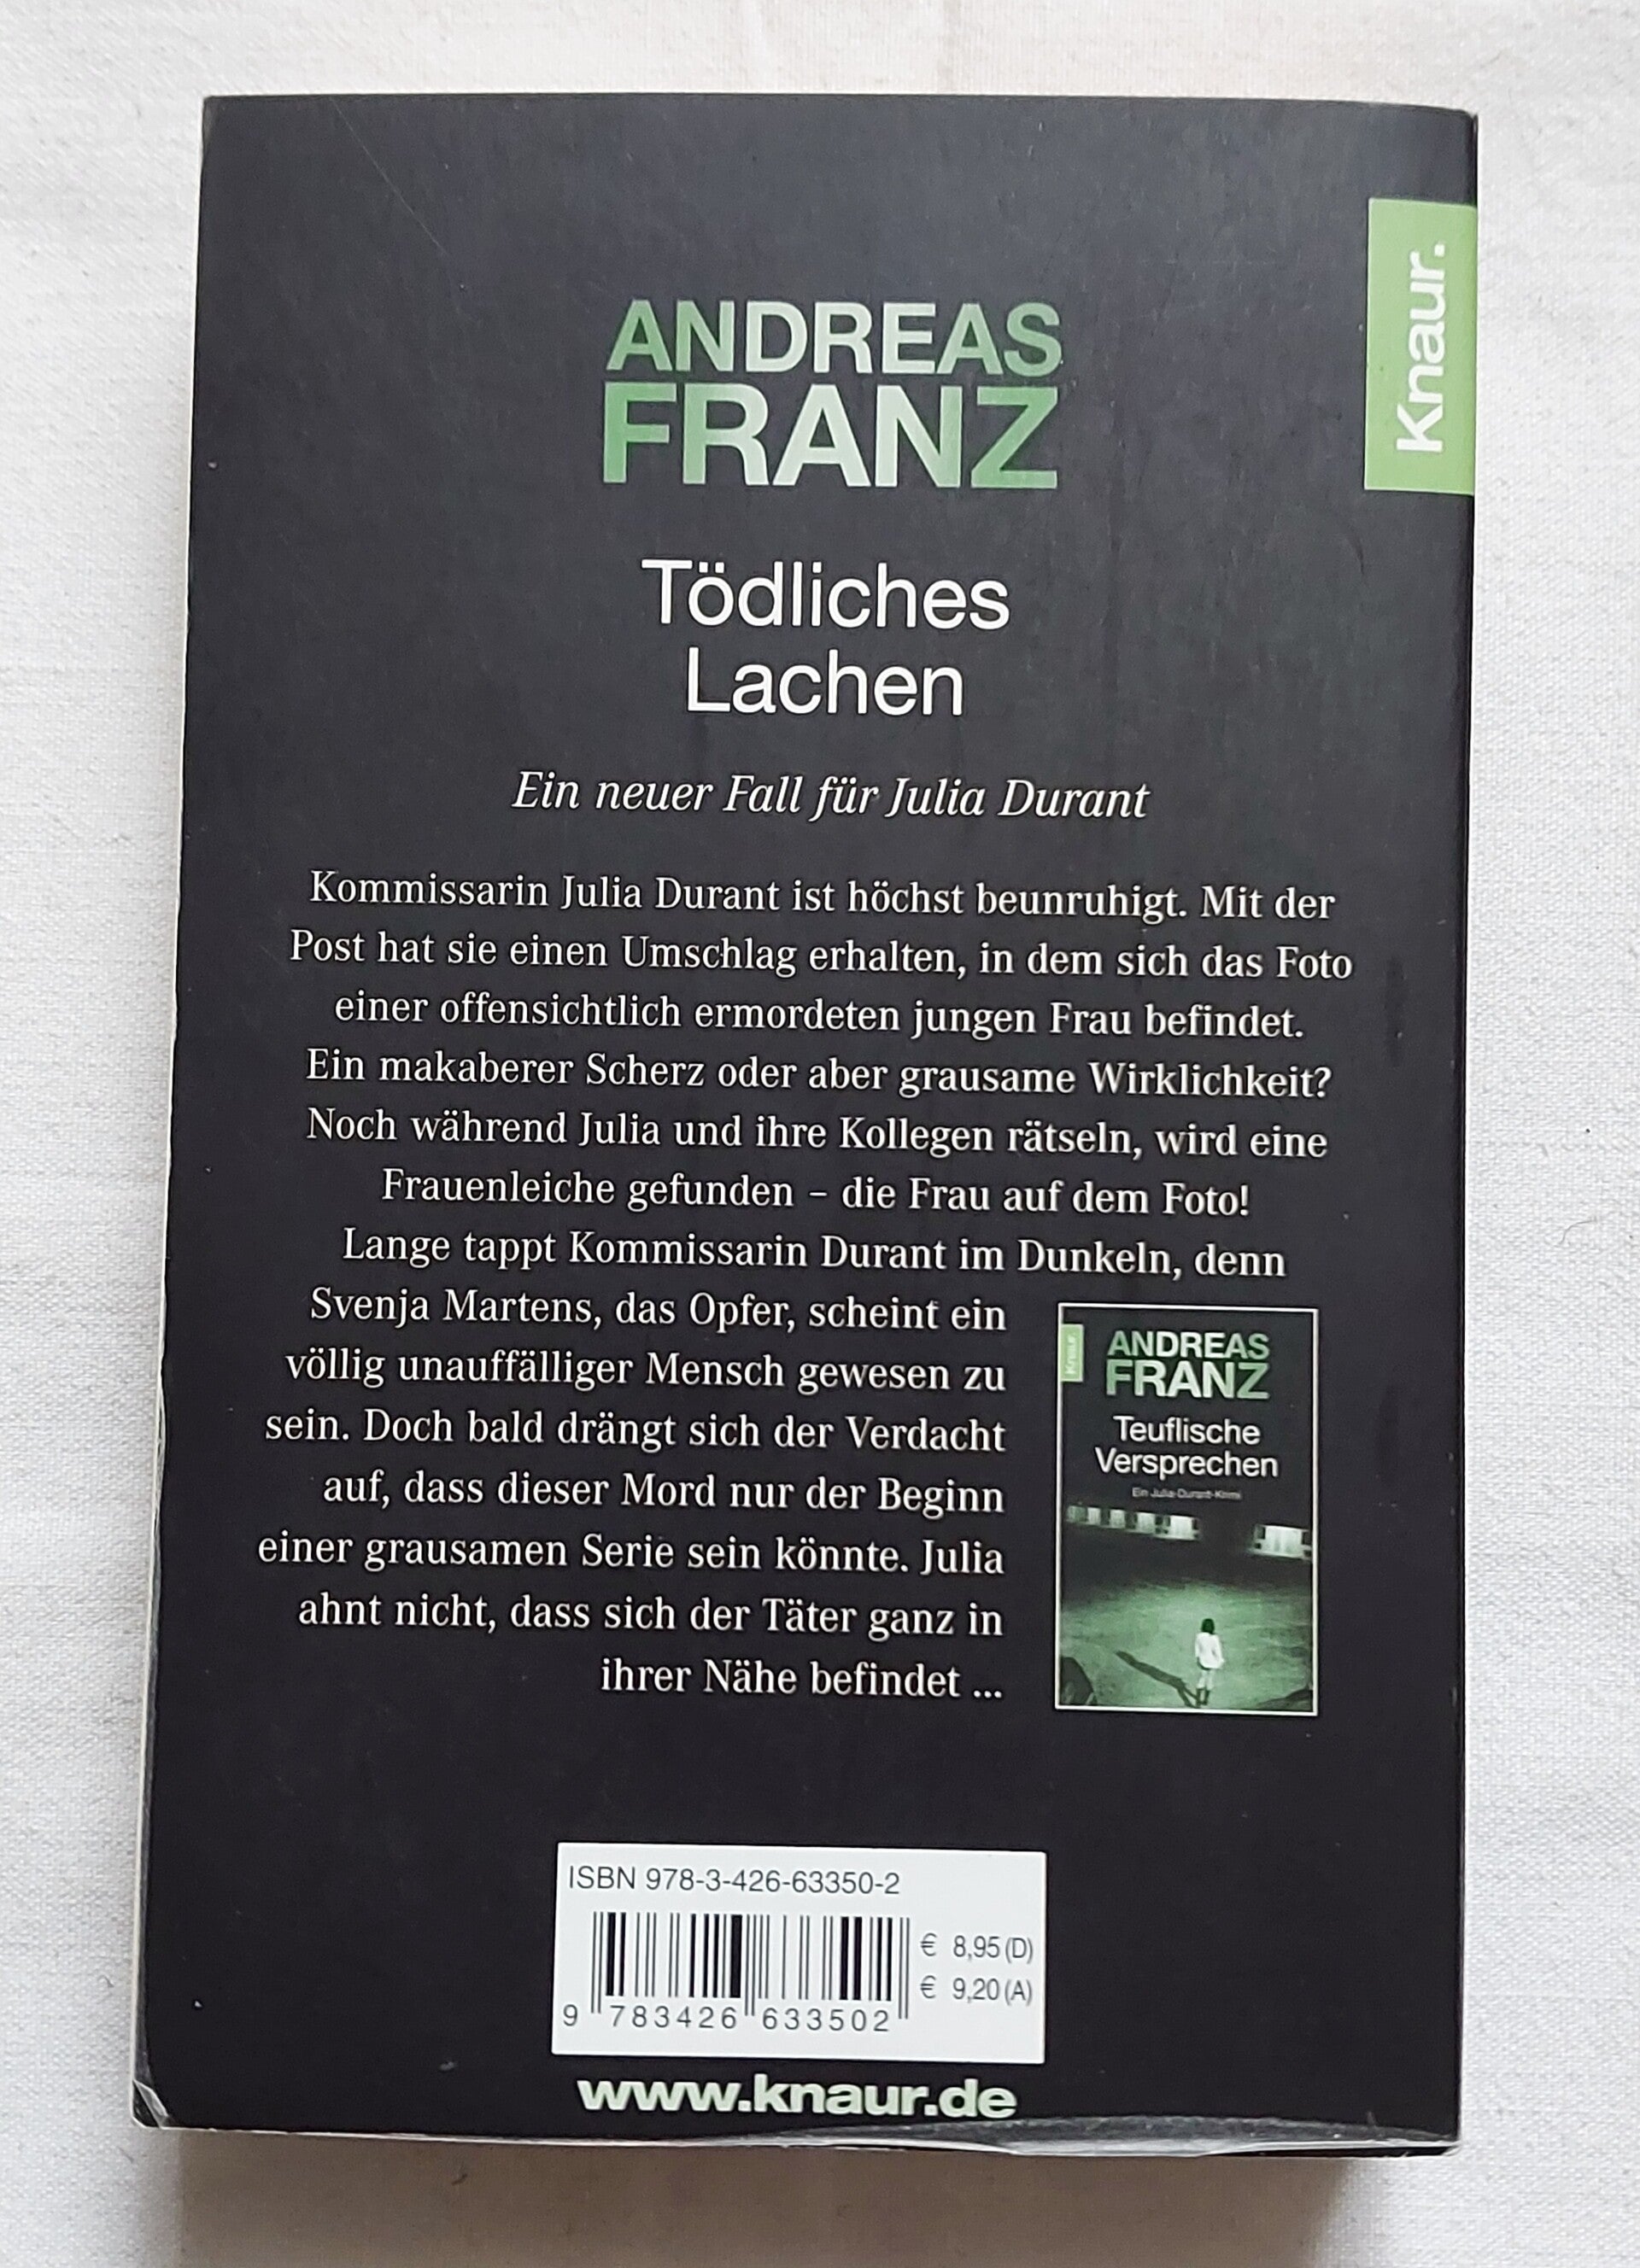 Knaur.
ANDREAS
FRANZ
Tödliches
Lachen
Ein neuer Fall für Julia Durant
Kommissarin Julia Durant ist höchst beunruhigt. Mit der
Post hat sie einen Umschlag erhalten, in dem sich das Foto
einer offensichtlich ermordeten jungen Frau befindet.
Ein makaberer Scherz oder aber grausame Wirklichkeit?
Noch während Julia und ihre Kollegen rätseln, wird eine
Frauenleiche gefunden – die Frau auf dem Foto!
Lange tappt Kommissarin Durant im Dunkeln, denn
Svenja Martens, das Opfer, scheint ein
völlig unauffälliger Mensch gewesen zu
sein. Doch bald drängt sich der Verdacht
auf, dass dieser Mord nur der Beginn
einer grausamen Serie sein könnte. Julia
ahnt nicht, dass sich der Täter ganz in
ihrer Nähe befindet ...
Knaur.
ANDREAS
FRANZ
Teuflische
Versprechen
Ein Julia-Durant-Krimi
ISBN 978-3-426-63350-2
€ 8,95 (D)
€ 9,20 (A)
9 783426 633502
www.knaur.de